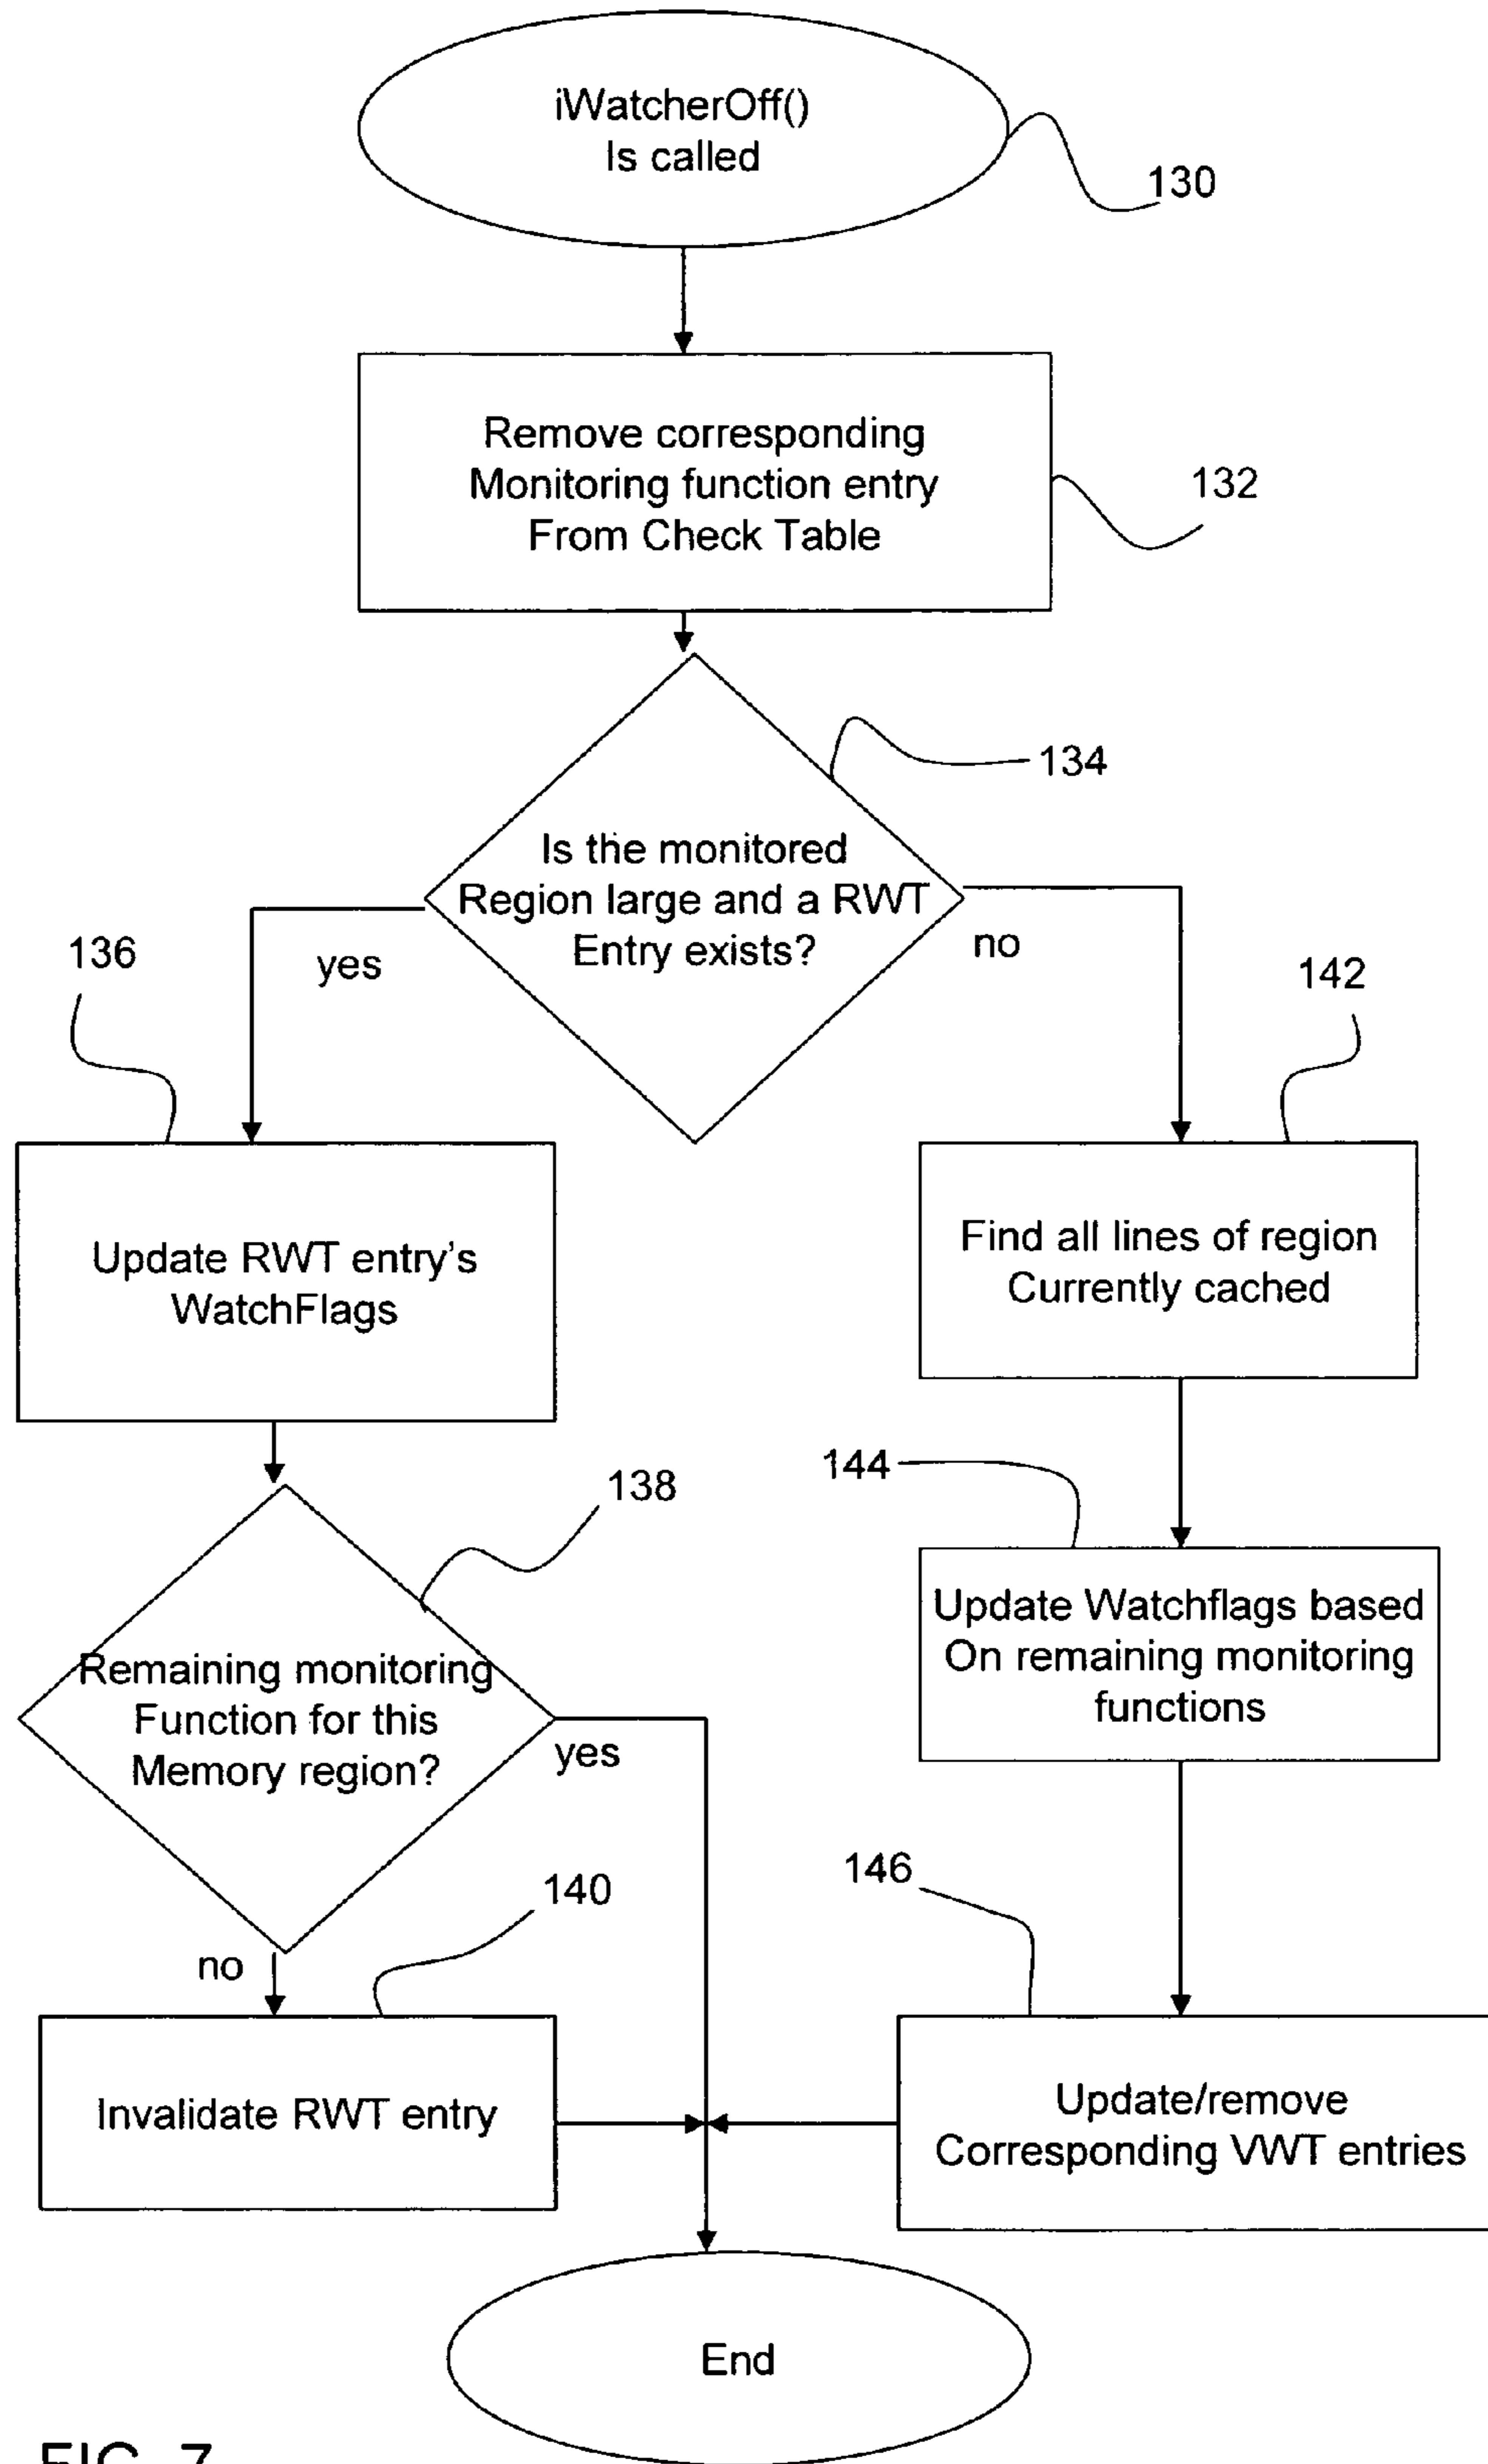 iWatcherOff()
Is called
130
Remove corresponding
Monitoring function entry
From Check Table
132
134
Is the monitored
Region large and a RWT
Entry exists?
yes
no
136
142
Update RWT entry's
WatchFlags
Find all lines of region
Currently cached
138
144
Remaining monitoring
Function for this
Memory region?
yes
no
Update Watchflags based
On remaining monitoring
functions
140
146
Invalidate RWT entry
Update/remove
Corresponding VWT entries
End
FIG. 7